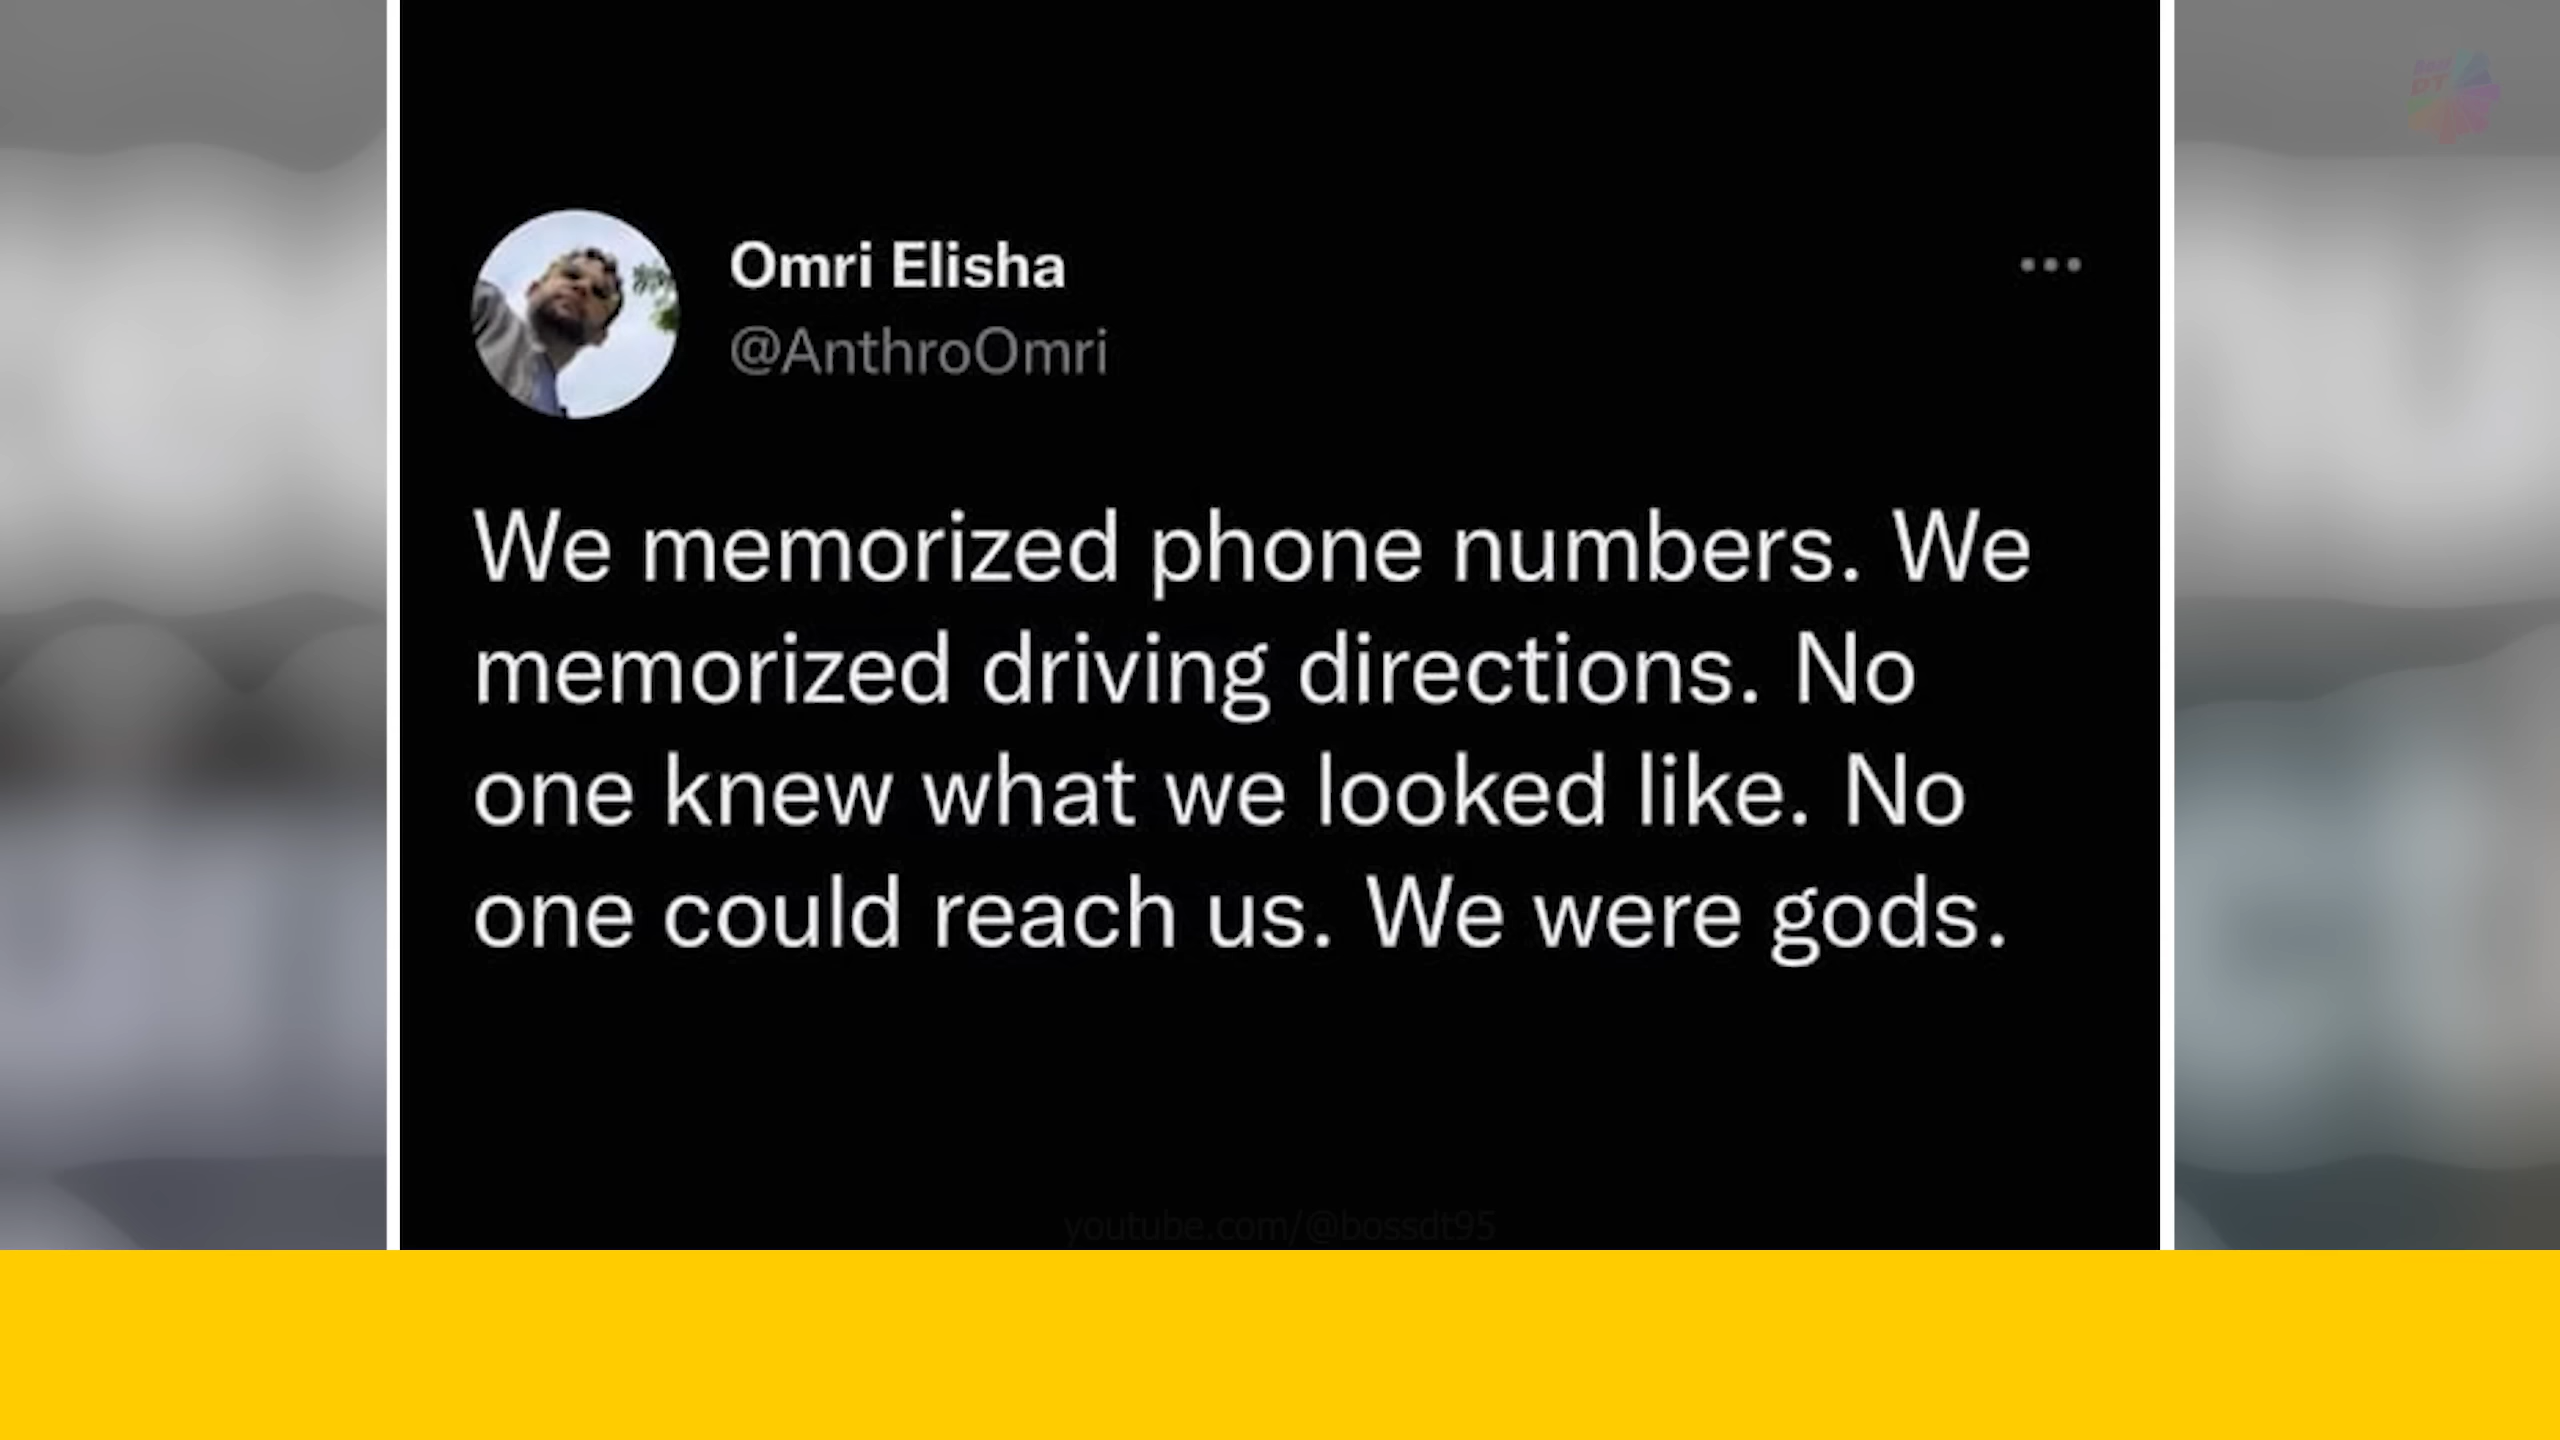 Omri Elisha
@AnthroOmri
We memorized phone numbers. We
memorized driving directions. No
one knew what we looked like. No
one could reach us. We were gods.
youtube.com/@bossdt95